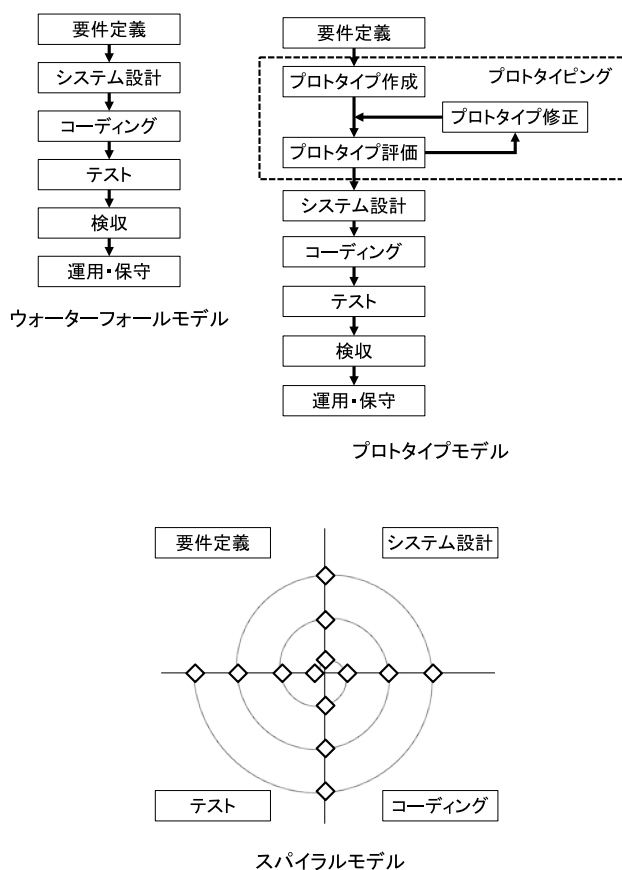 要件定義
システム設計
コーディング
テスト
検収
運用・保守
ウォーターフォールモデル
要件定義
プロトタイピング
プロトタイプ作成
プロトタイプ修正
プロトタイプ評価
システム設計
コーディング
テスト
検収
運用・保守
プロトタイプモデル
要件定義
システム設計
テスト
コーディング
スパイラルモデル